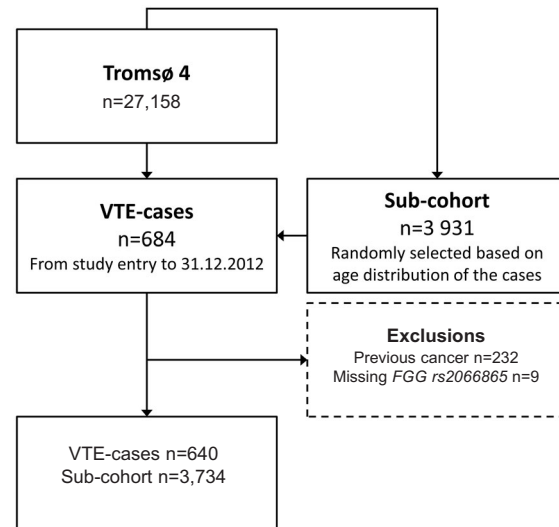 Tromsø 4
n=27,158
VTE-cases
n=684
From study entry to 31.12.2012
Sub-cohort
n=3 931
Randomly selected based on
age distribution of the cases
Exclusions
Previous cancer n=232
Missing FGG rs2066865 n=9
VTE-cases n=640
Sub-cohort n=3,734